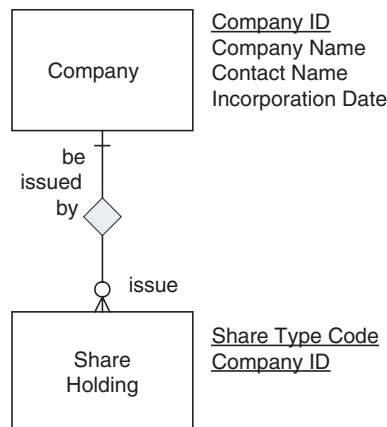 Company
Company ID
Company Name
Contact Name
Incorporation Date
be
issued
by
issue
Share
Holding
Share Type Code
Company ID